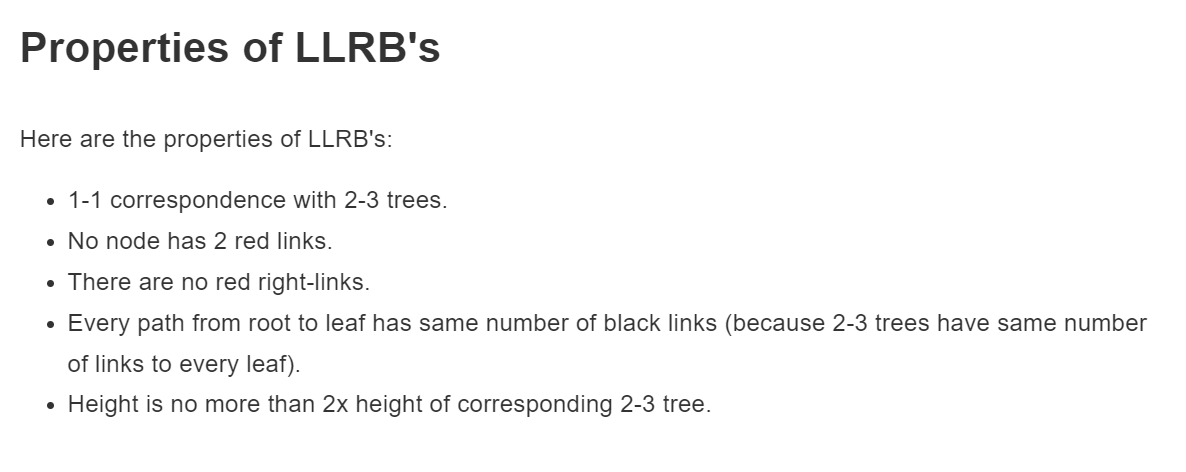 Properties of LLRB's
Here are the properties of LLRB's:
• 1-1 correspondence with 2-3 trees.
• No node has 2 red links.
• There are no red right-links.
• Every path from root to leaf has same number of black links (because 2-3 trees have same number
of links to every leaf).
• Height is no more than 2x height of corresponding 2-3 tree.